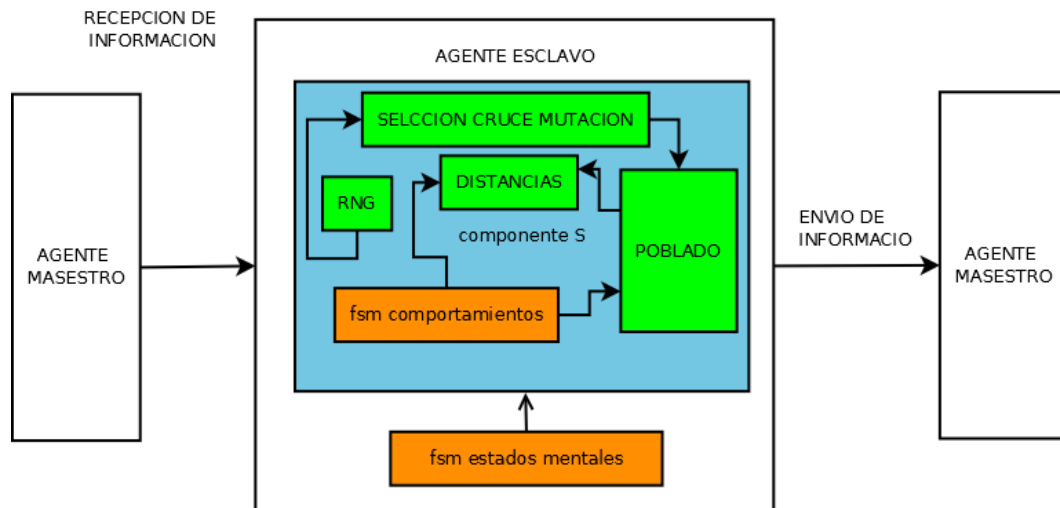 RECEPCION DE
INFORMACION
AGENTE ESCLAVO
SELCCION CRUCE MUTACION
DISTANCIAS
RNG
componente S
POBLADO
ENVIO DE
INFORMACIO
AGENTE
MASESTRO
AGENTE
MASESTRO
fsm comportamientos
fsm estados mentales